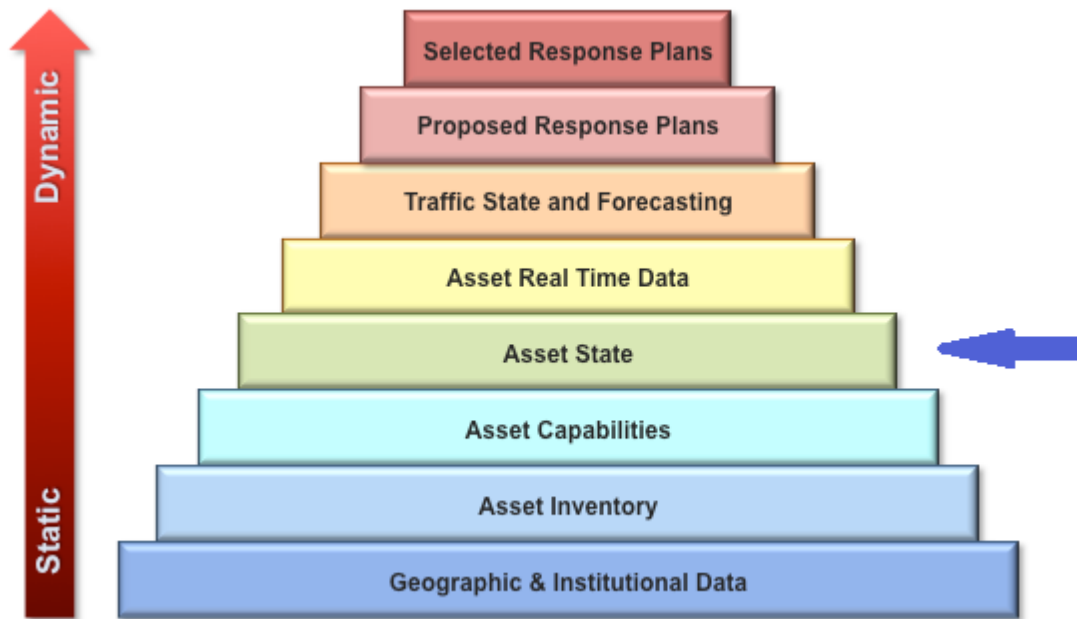 Dynamic
Static
Selected Response Plans
Proposed Response Plans
Traffic State and Forecasting
Asset Real Time Data
Asset State
Asset Capabilities
Asset Inventory
Geographic & Institutional Data